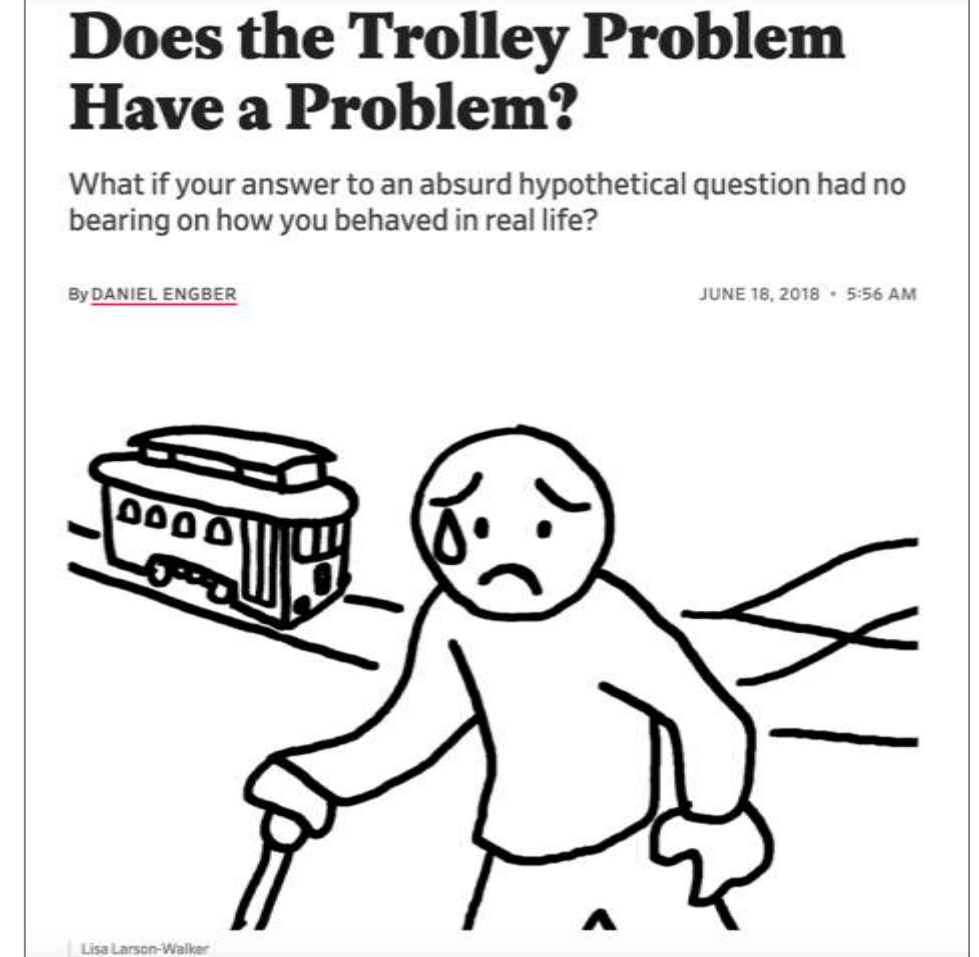 Does the Trolley Problem
Have a Problem?
What if your answer to an absurd hypothetical question had no
bearing on how you behaved in real life?
By DANIEL ENGBER
JUNE 18, 2018 • 5:56 AM
Lisa Larson-Walker